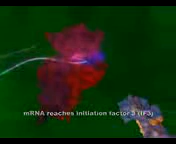 mRNA reaches initiation factor 3 (IF3)